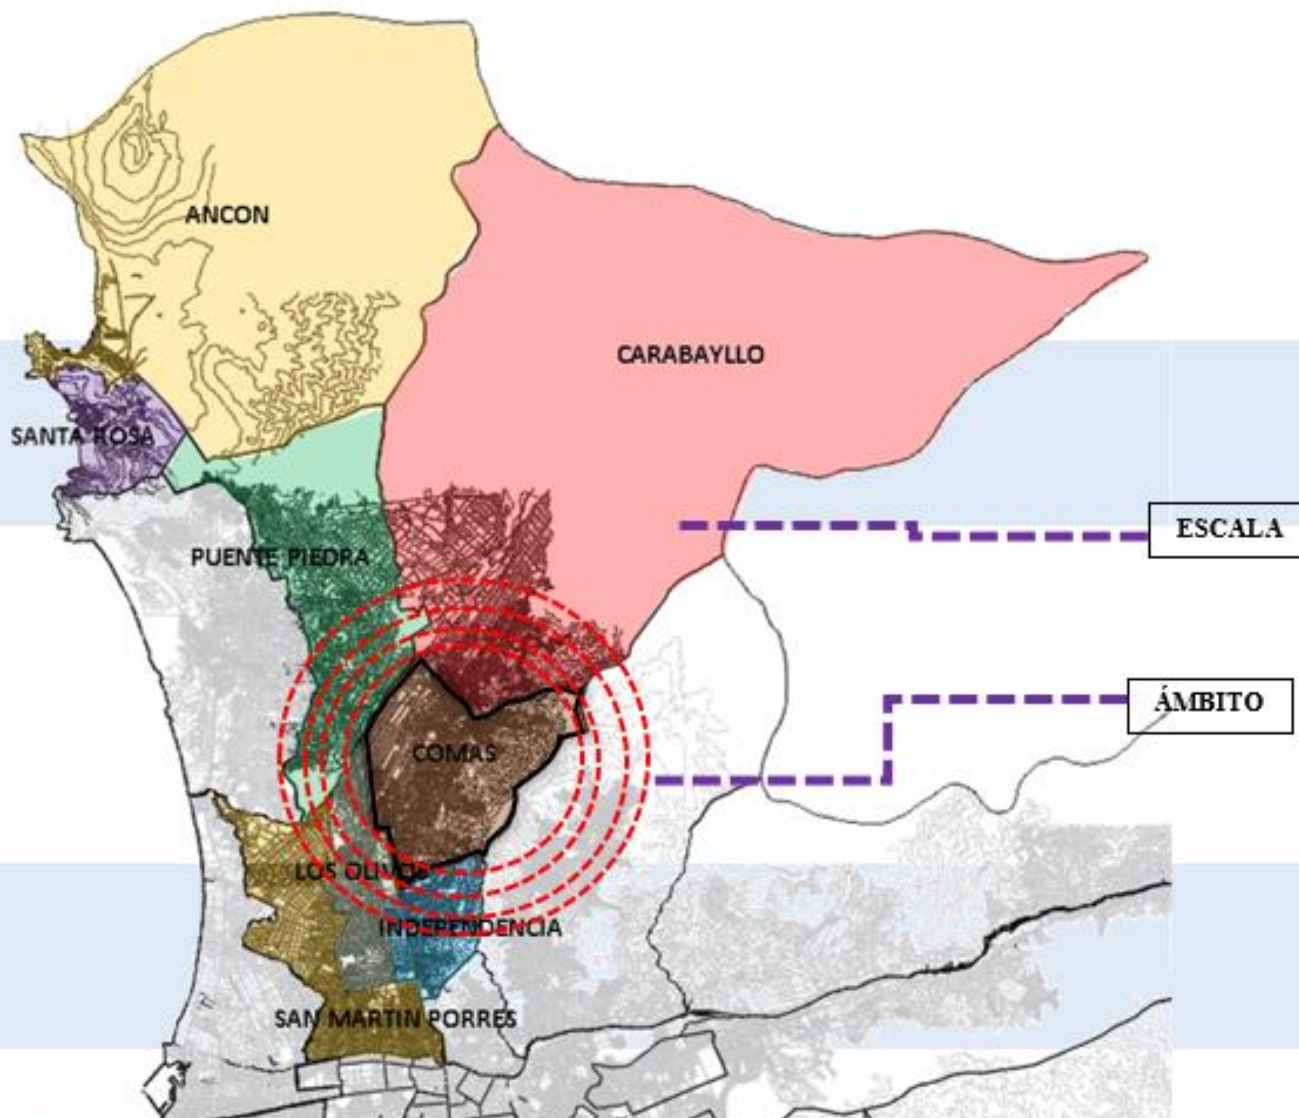 ANCON
CARABAYLLO
SANTA ROSA
ESCALA
PUENTE PIEDRA
ÁMBITO
COMAS
LOS OLIVOS
INDEPENDENCIA
SAN MARTIN PORRES